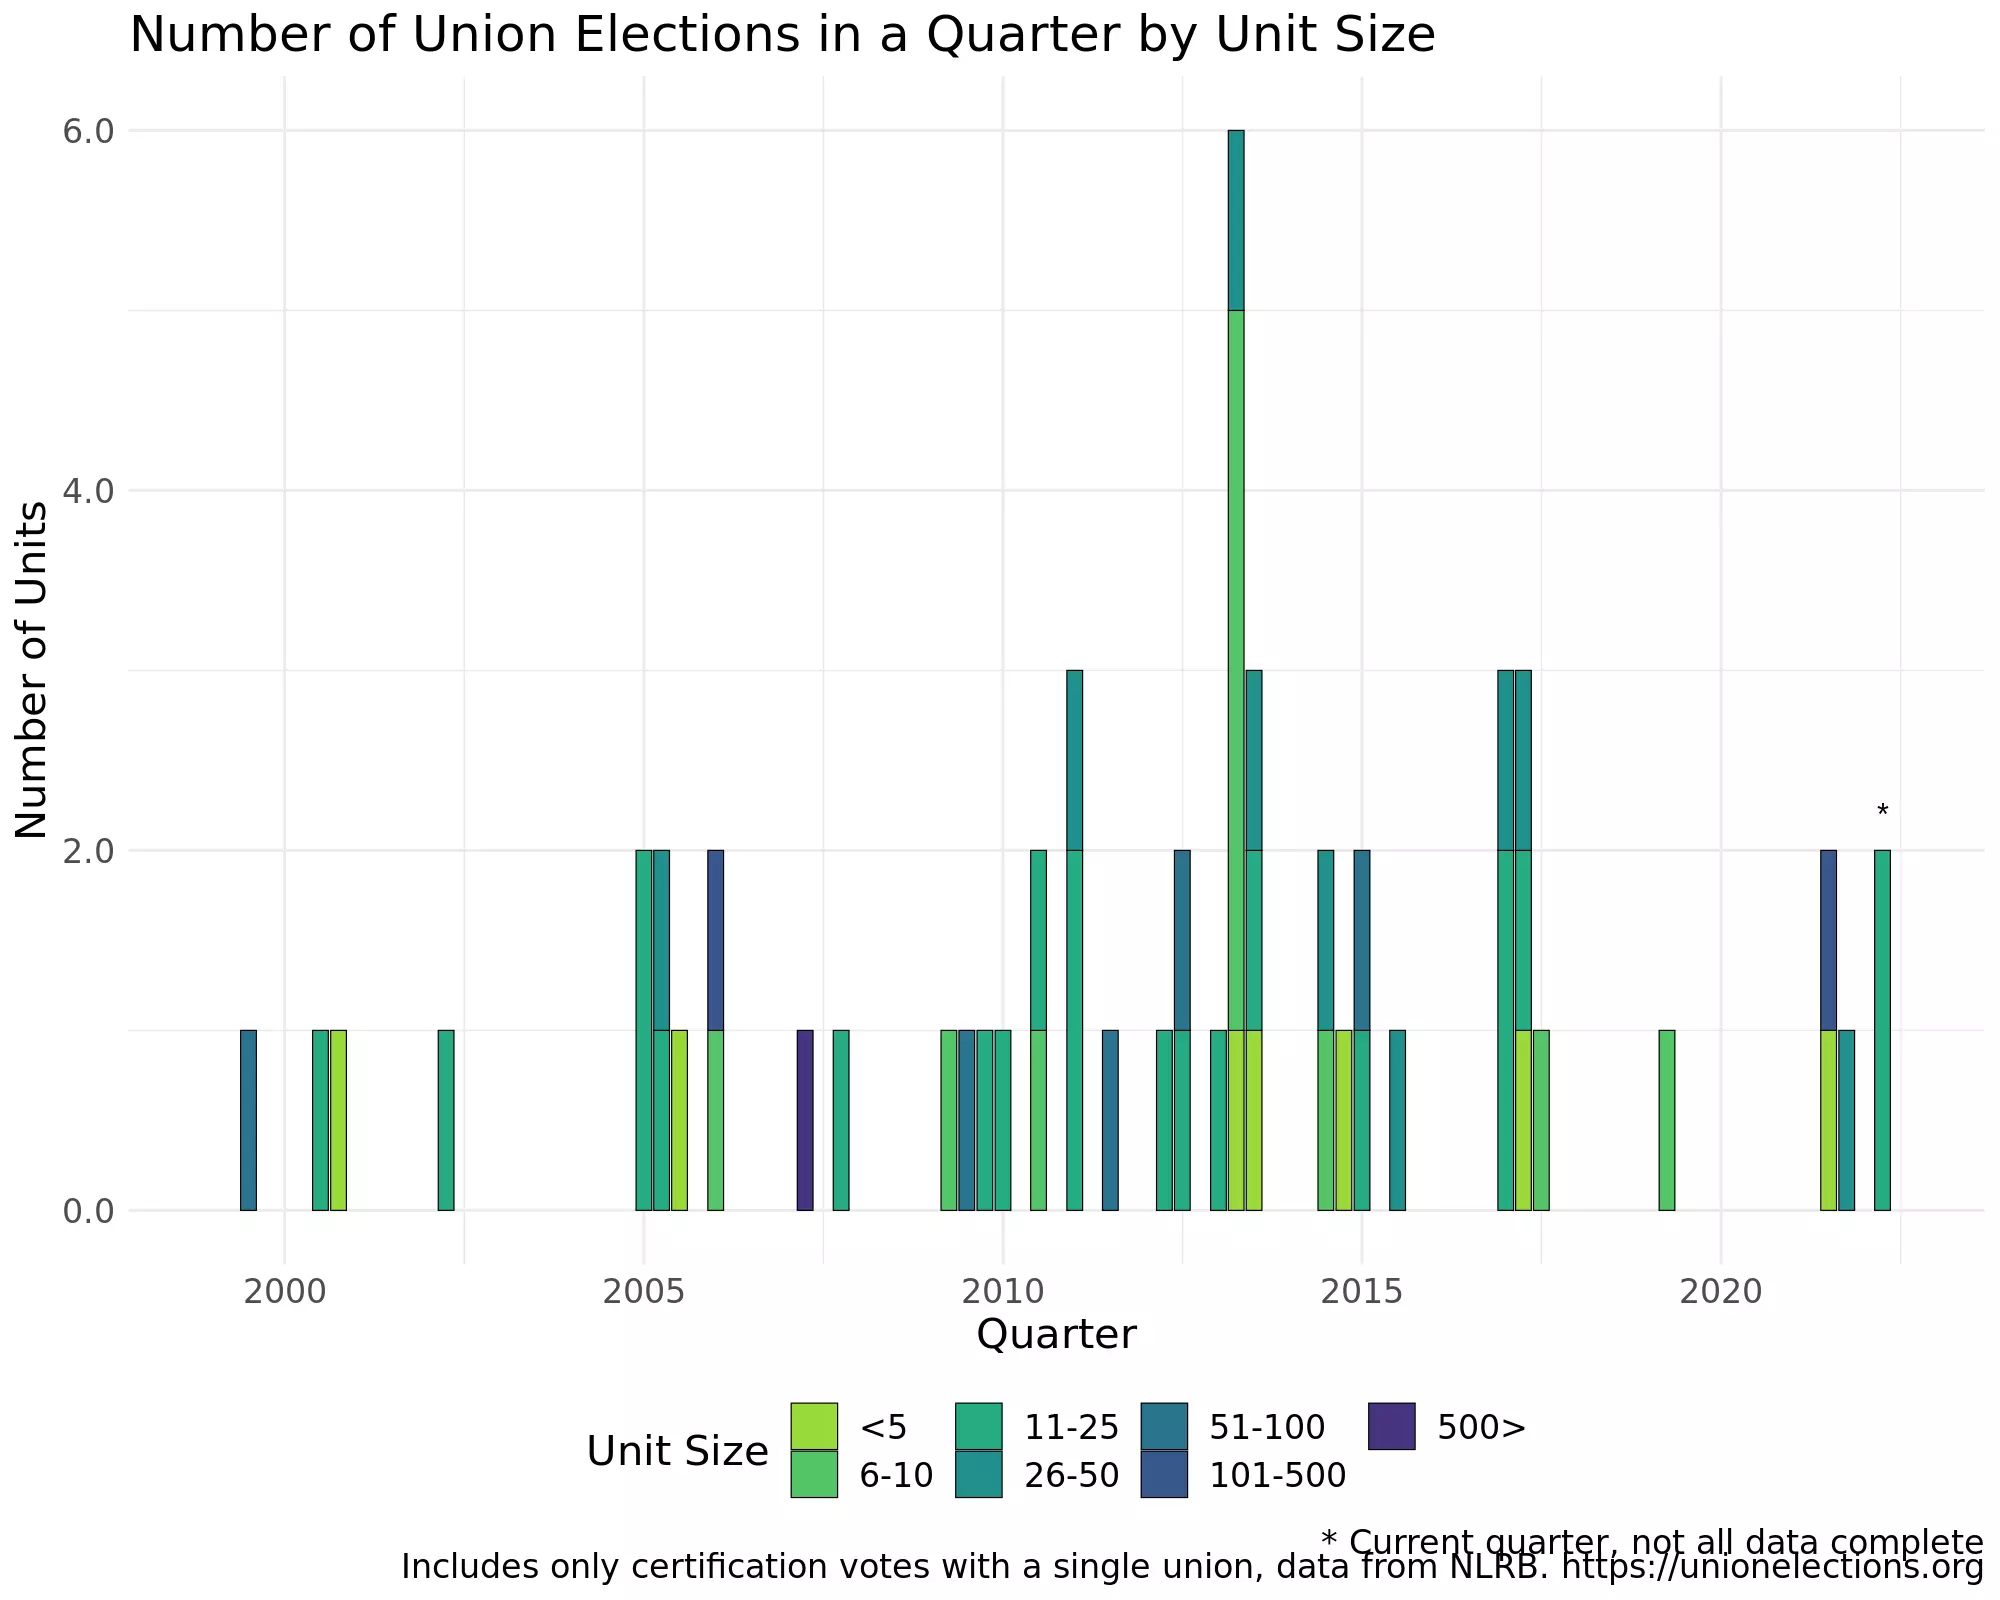 Number of Union Elections in a Quarter by Unit Size
6.0
4.0
2.0
0.0
Number of Units
*
2000 2005 2010 2015 2020
Quarter
Unit Size
<5 11-25 51-100 500>
6-10 26-50 101-500
* Current quarter, not all data complete
Includes only certification votes with a single union, data from NLRB. https://unionelections.org